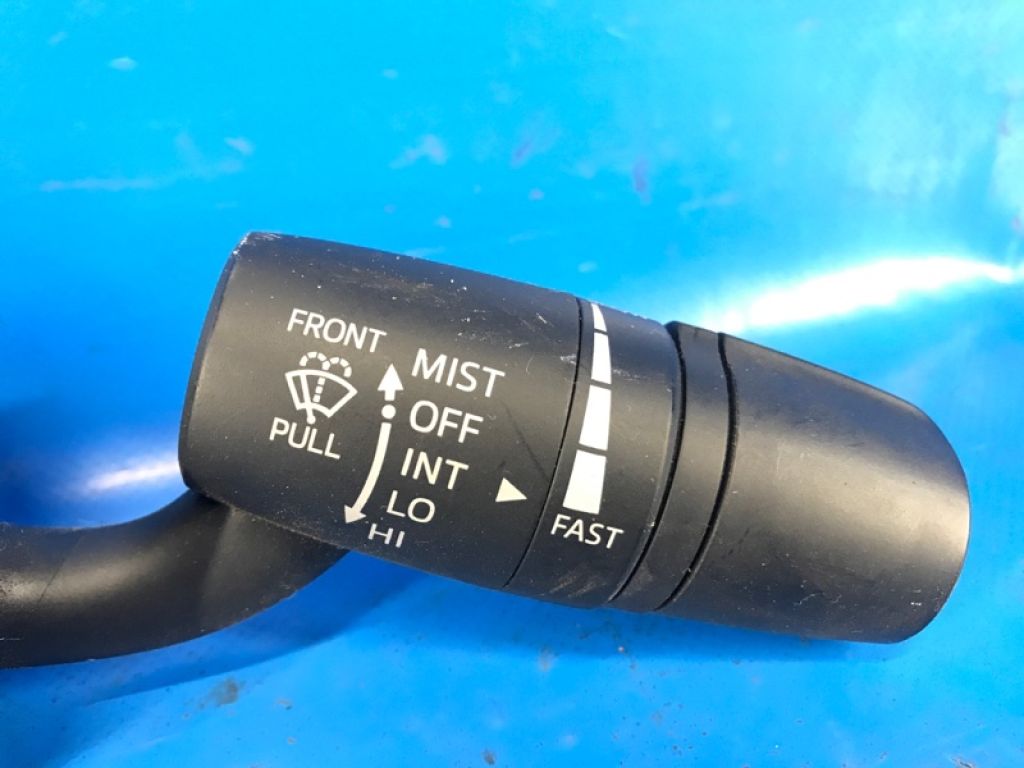 FRONT
PULL
MIST
OFF
INT
LO
HI
FAST